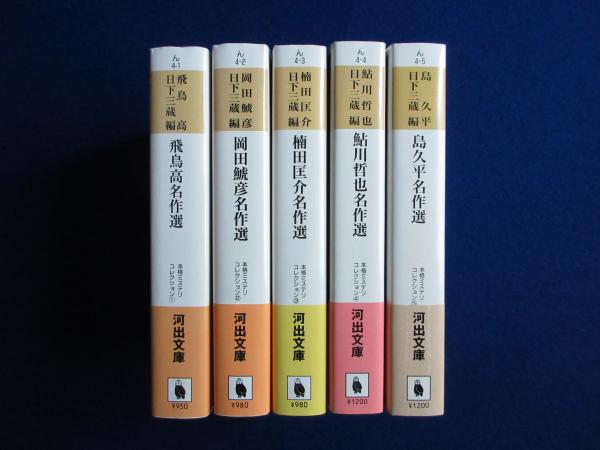 ん
4-1
飛鳥高
日下三蔵編
飛鳥高名作選
本格ミステリ
コレクション①
河出文庫
¥950
ん
4-2
岡田鯱彦
日下三蔵編
岡田鯱彦名作選
本格ミステリ
コレクション②
河出文庫
¥980
ん
4-3
楠田匡介
日下三蔵編
楠田匡介名作選
本格ミステリ
コレクション③
河出文庫
¥980
ん
4-4
鮎川哲也
日下三蔵編
鮎川哲也名作選
本格ミステリ
コレクション④
河出文庫
¥1200
ん
4-5
島久平
日下三蔵編
島久平名作選
本格ミステリ
コレクション⑤
河出文庫
¥1200